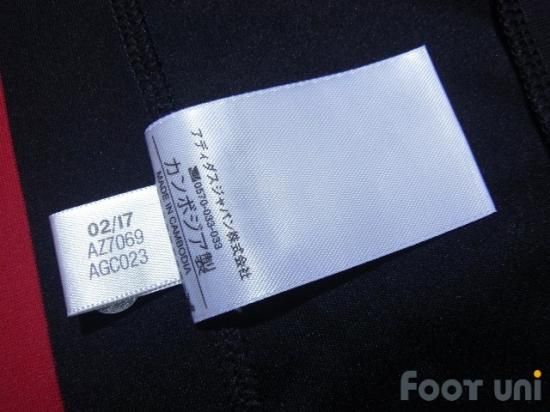 02/17
AZ7069
AGC023
アディダスジャパン株式会社
0570-033-033
カンボジア製
MADE IN CAMBODIA
FOOT UNI